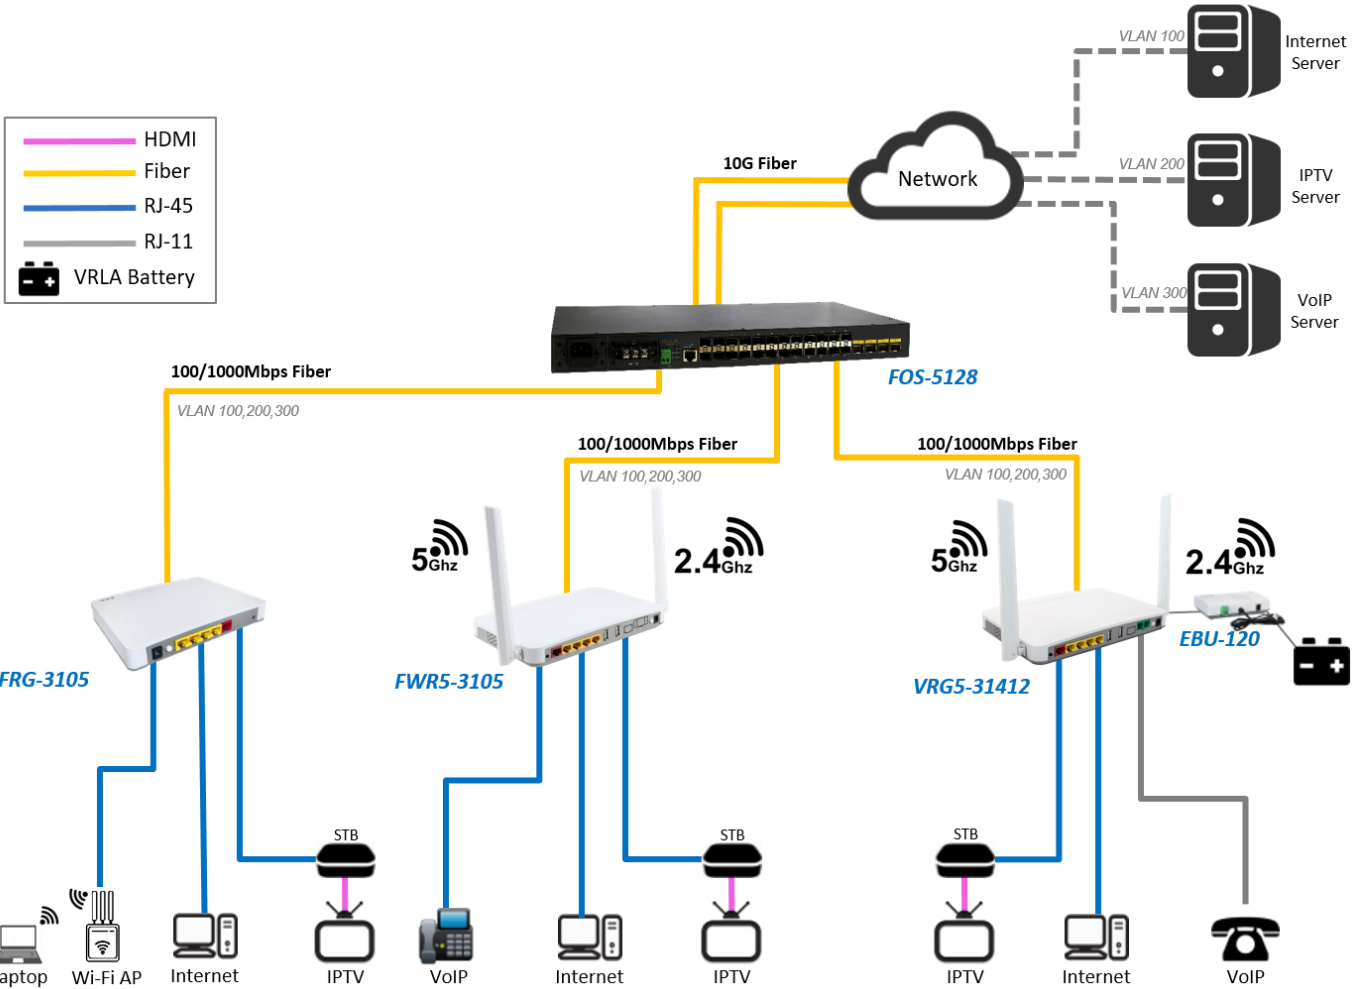 VLAN 100
Internet
Server
HDMI
Fiber
RJ-45
RJ-11
VRLA Battery
10G Fiber
Network
VLAN 200
IPTV
Server
VLAN 300
VoIP
Server
FOS-5128
100/1000Mbps Fiber
VLAN 100,200,300
100/1000Mbps Fiber
VLAN 100,200,300
100/1000Mbps Fiber
VLAN 100,200,300
5Ghz
2.4Ghz
5Ghz
2.4Ghz
FRG-3105
FWR5-3105
VRG5-31412
EBU-120
STB
STB
STB
aptop
Wi-Fi AP
Internet
IPTV
VoIP
Internet
IPTV
IPTV
Internet
VoIP